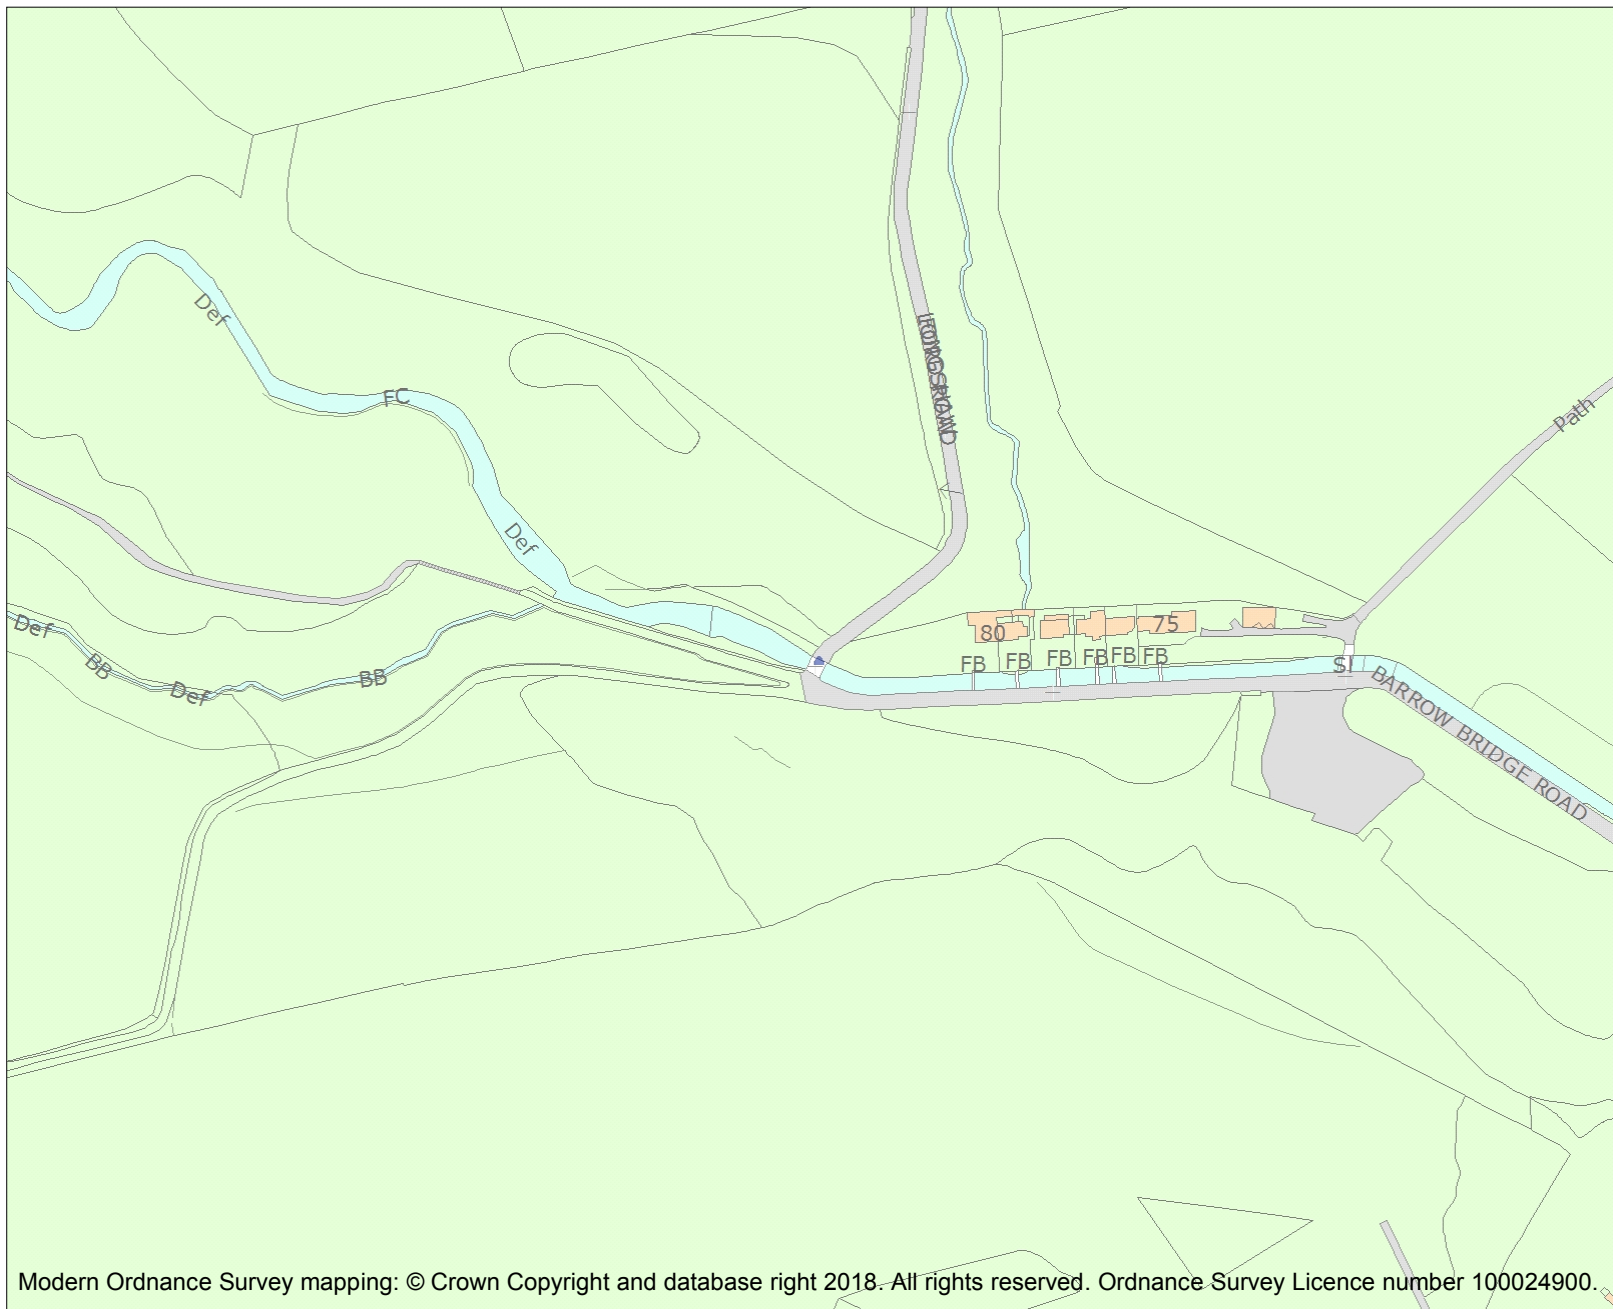 Def
FC
Path
Def
Def
BB
Def
BB
80
75
FB
FB
FB
FB
FB
FB
Sl
BARROW BRIDGE ROAD
Modern Ordnance Survey mapping: © Crown Copyright and database right 2018. All rights reserved. Ordnance Survey Licence number 100024900.